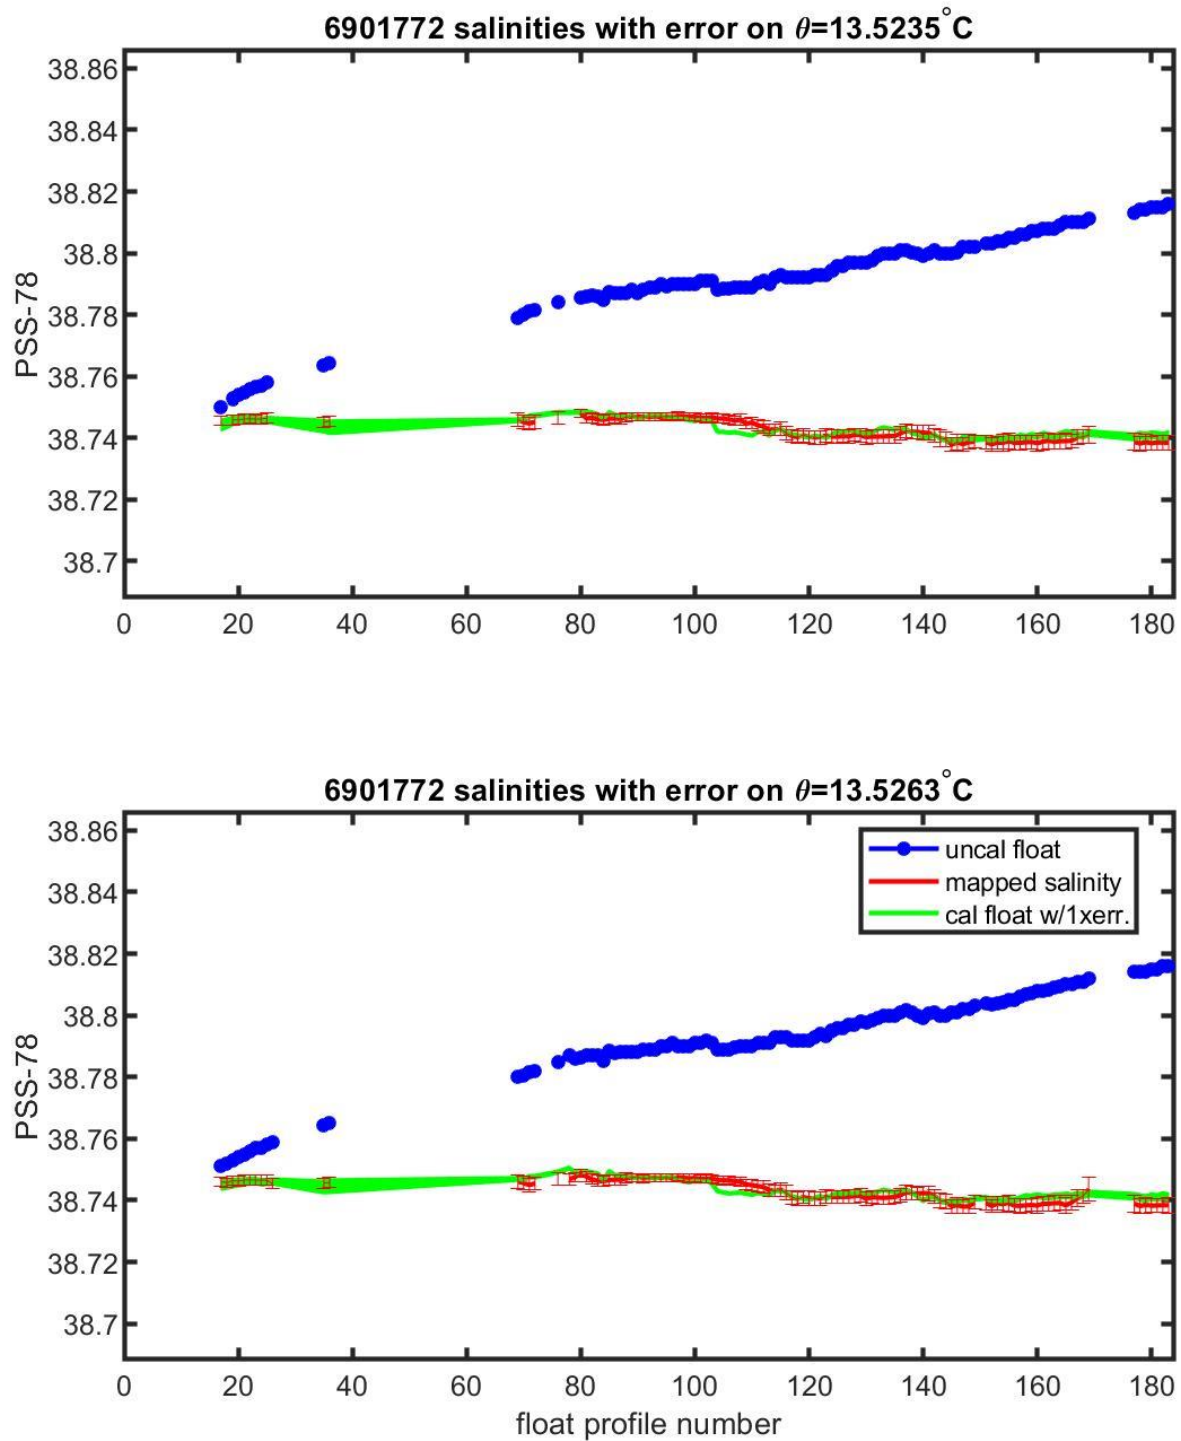 6901772 salinities with error on θ=13.5235°C
38.86
38.84
38.82
38.8
38.78
38.76
38.74
38.72
38.7
PSS-78
0 20 40 60 80 100 120 140 160 180
6901772 salinities with error on θ=13.5263°C
uncal float
mapped salinity
cal float w/1xerr.
38.86
38.84
38.82
38.8
38.78
38.76
38.74
38.72
38.7
PSS-78
0 20 40 60 80 100 120 140 160 180
float profile number